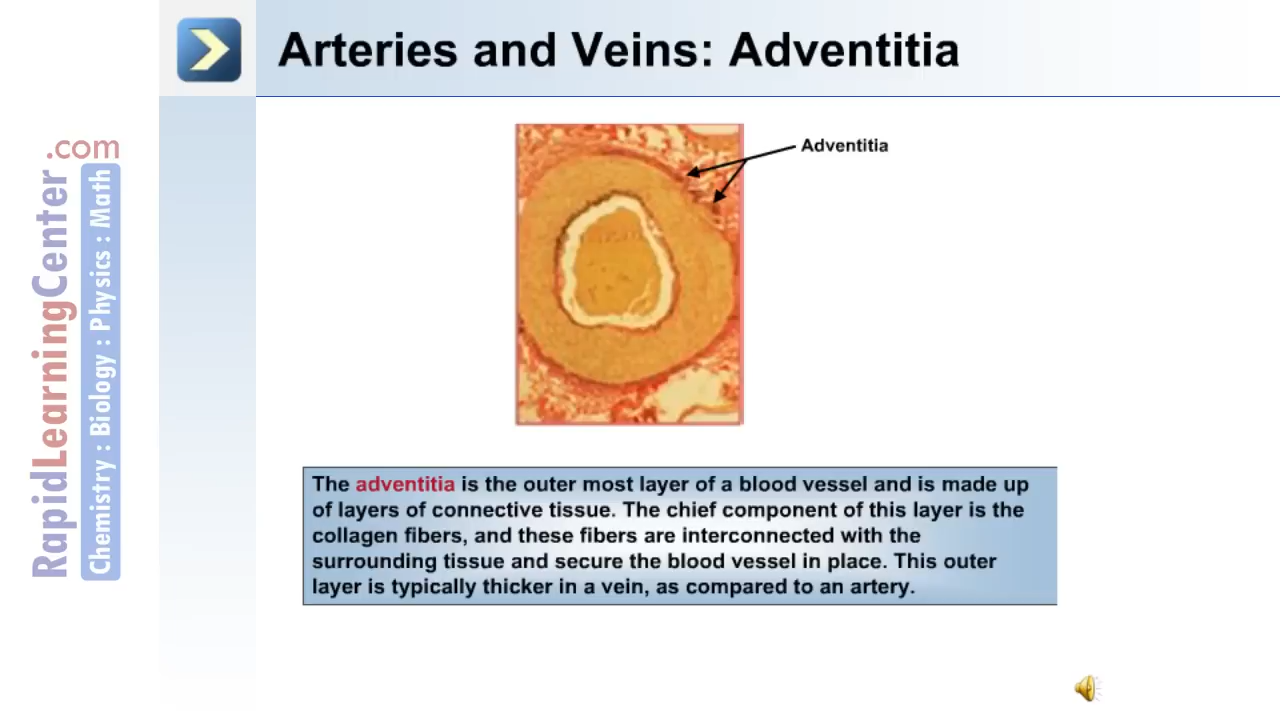 Arteries and Veins: Adventitia
RapidLearningCenter.com
Chemistry : Biology : Physics : Math
Adventitia
The adventitia is the outer most layer of a blood vessel and is made up
of layers of connective tissue. The chief component of this layer is the
collagen fibers, and these fibers are interconnected with the
surrounding tissue and secure the blood vessel in place. This outer
layer is typically thicker in a vein, as compared to an artery.